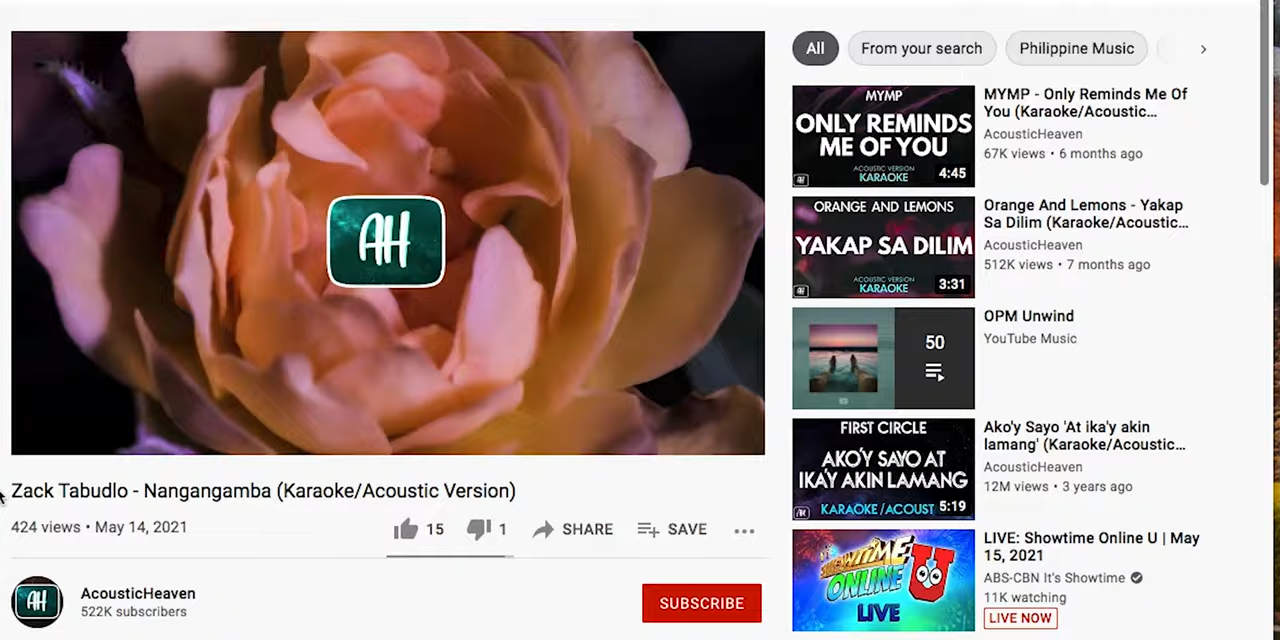 AH
Zack Tabudlo - Nangangamba (Karaoke/Acoustic Version)
424 views • May 14, 2021
15
1
SHARE
SAVE
AH
AcousticHeaven
522K subscribers
SUBSCRIBE
All
From your search
Philippine Music
MYMP
ONLY REMINDS
ME OF YOU
ACOUSTIC VERSION
KARAOKE
4:45
AH
MYMP - Only Reminds Me Of
You (Karaoke/Acoustic...
AcousticHeaven
67K views • 6 months ago
ORANGE AND LEMONS
YAKAP SA DILIM
ACOUSTIC VERSION
KARAOKE
3:31
AH
Orange And Lemons - Yakap
Sa Dilim (Karaoke/Acoustic...
AcousticHeaven
512K views • 7 months ago
50
OPM Unwind
YouTube Music
FIRST CIRCLE
AKO'Y SAYO AT
IKA'Y AKIN LAMANG
KARAOKE/ACOUST
5:19
AH
Ako'y Sayo 'At ika'y akin
lamang' (Karaoke/Acoustic...
AcousticHeaven
12M views • 3 years ago
SHOWTIME
ONLINE U
LIVE
LIVE: Showtime Online U | May
15, 2021
ABS-CBN It's Showtime
11K watching
LIVE NOW